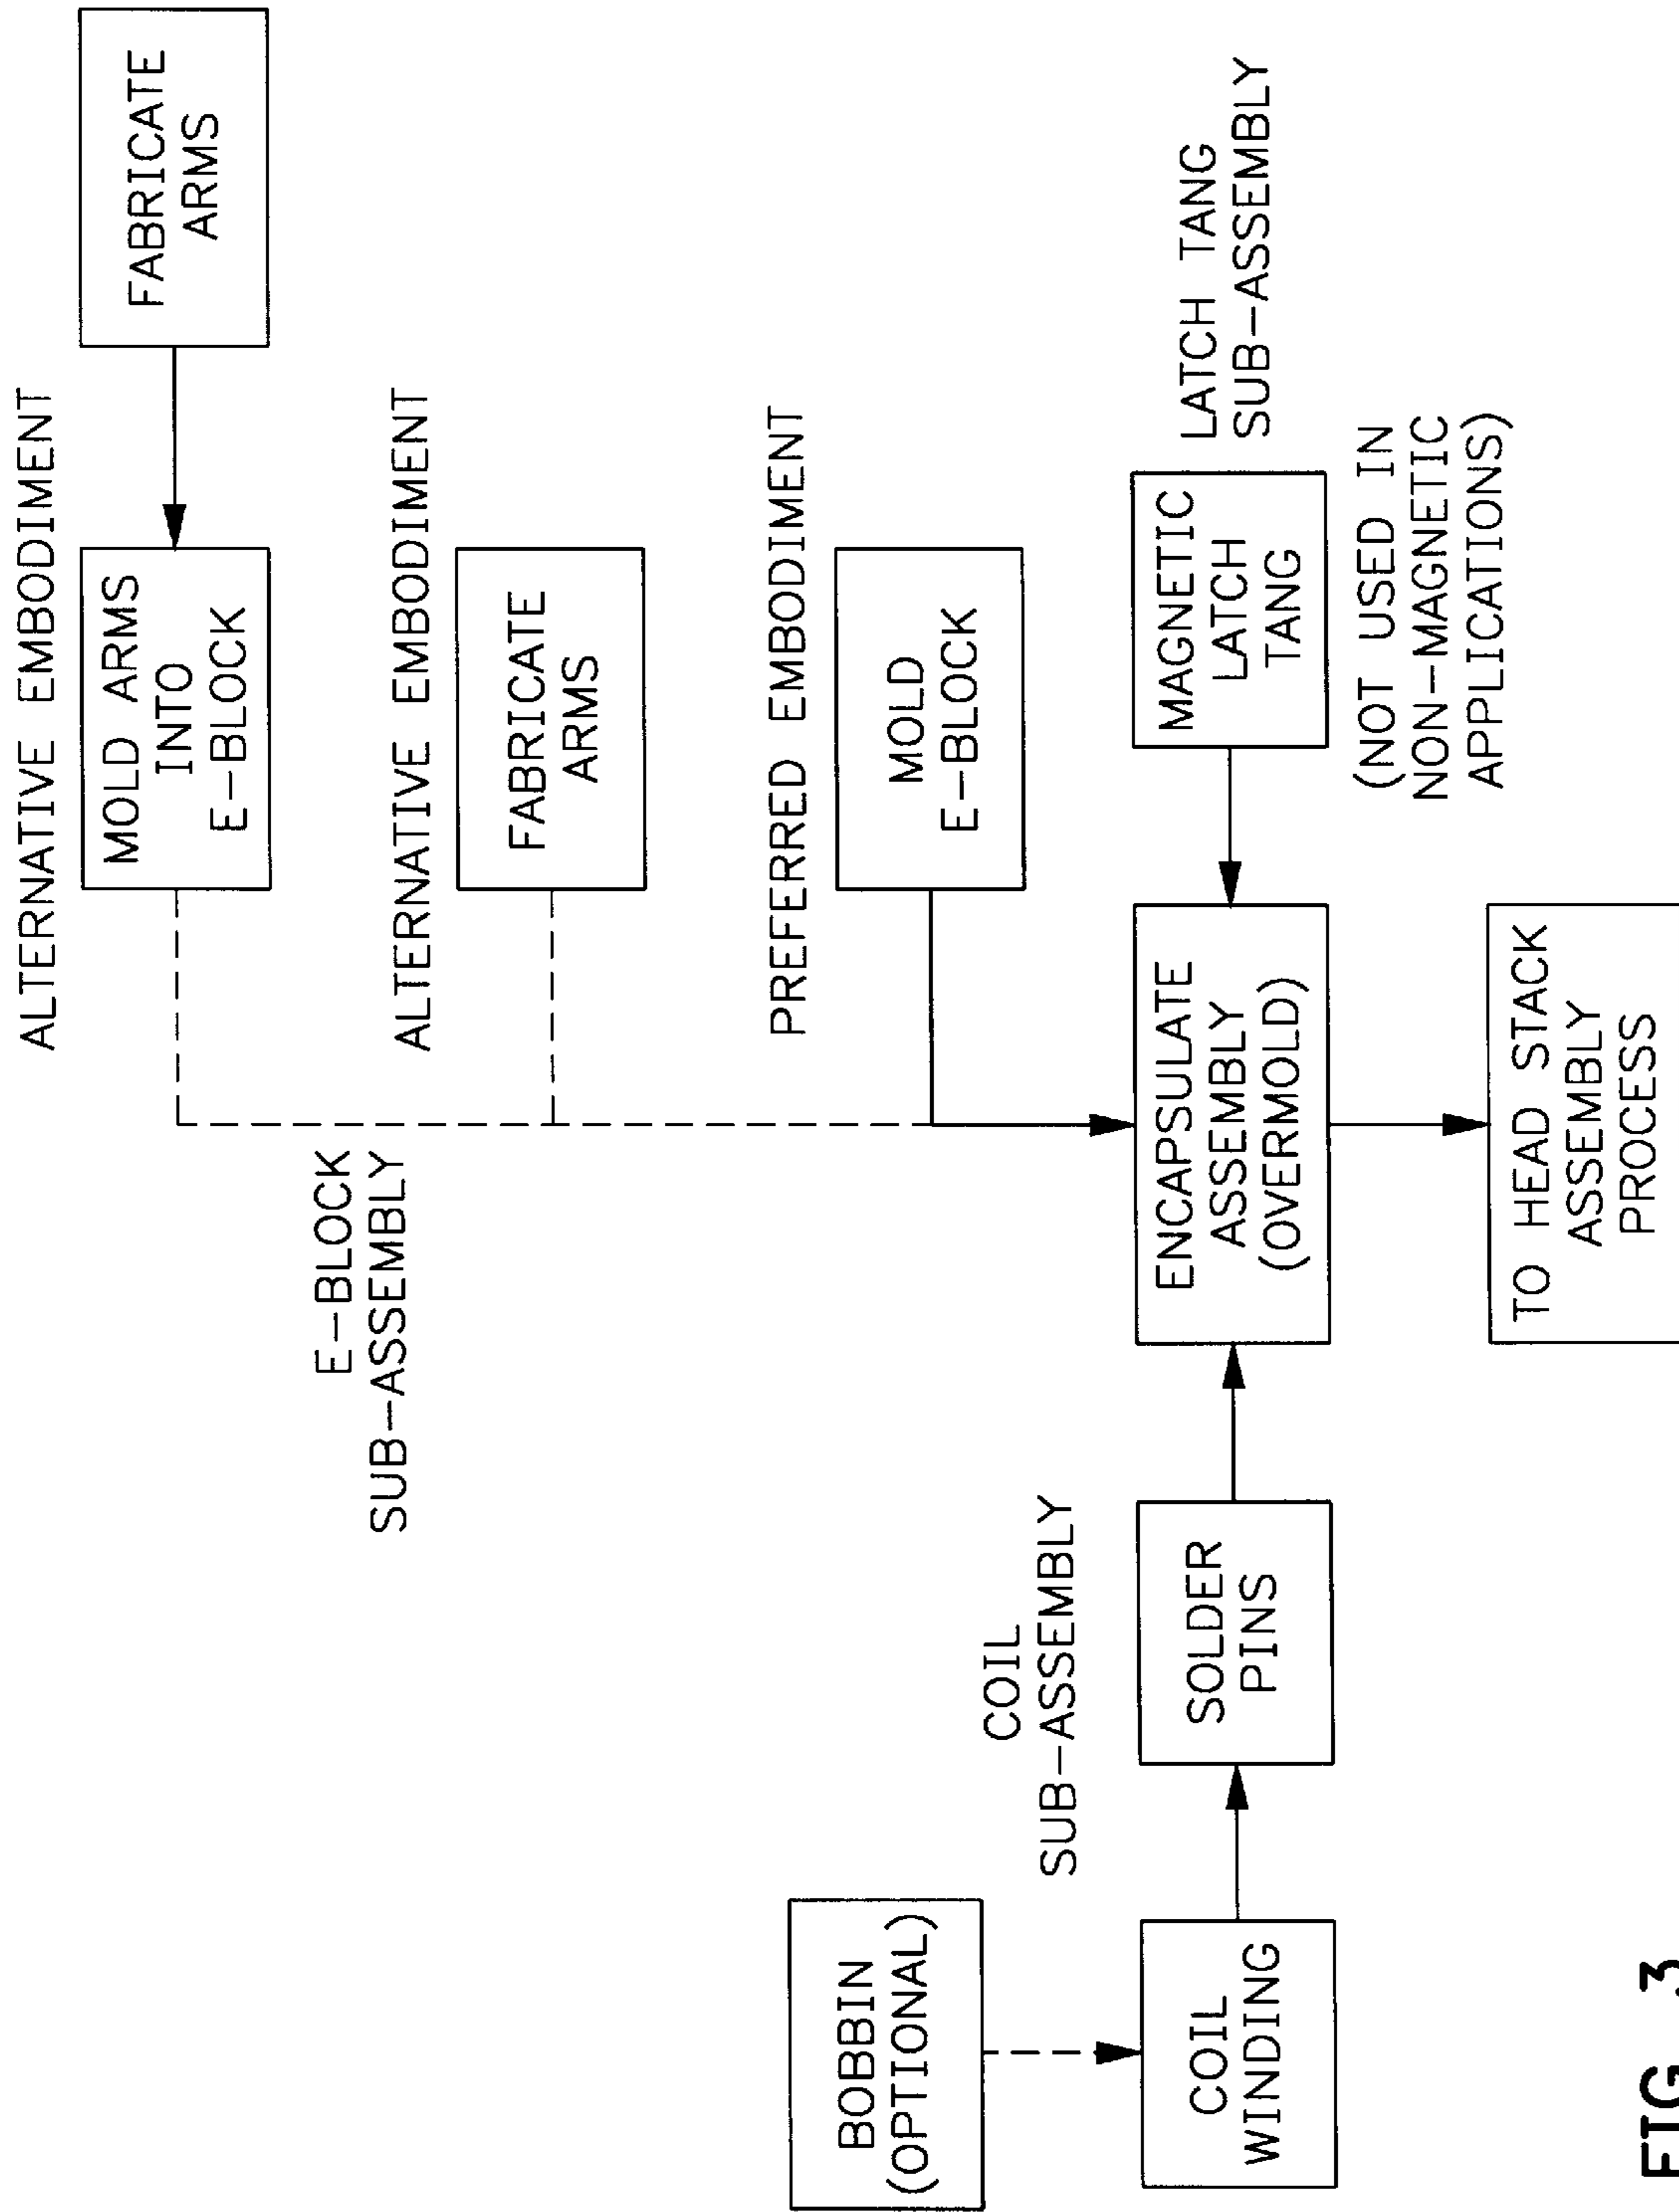 ALTERNATIVE EMBODIMENT
MOLD ARMS
INTO
E-BLOCK
FABRICATE
ARMS
E-BLOCK
SUB-ASSEMBLY
ALTERNATIVE EMBODIMENT
FABRICATE
ARMS
PREFERRED EMBODIMENT
MOLD
E-BLOCK
BOBBIN
(OPTIONAL)
COIL
SUB-ASSEMBLY
COIL
WINDING
SOLDER
PINS
ENCAPSULATE
ASSEMBLY
(OVERMOLD)
MAGNETIC
LATCH
TANG
LATCH TANG
SUB-ASSEMBLY
(NOT USED IN
NON-MAGNETIC
APPLICATIONS)
TO HEAD STACK
ASSEMBLY
PROCESS
FIG. 3